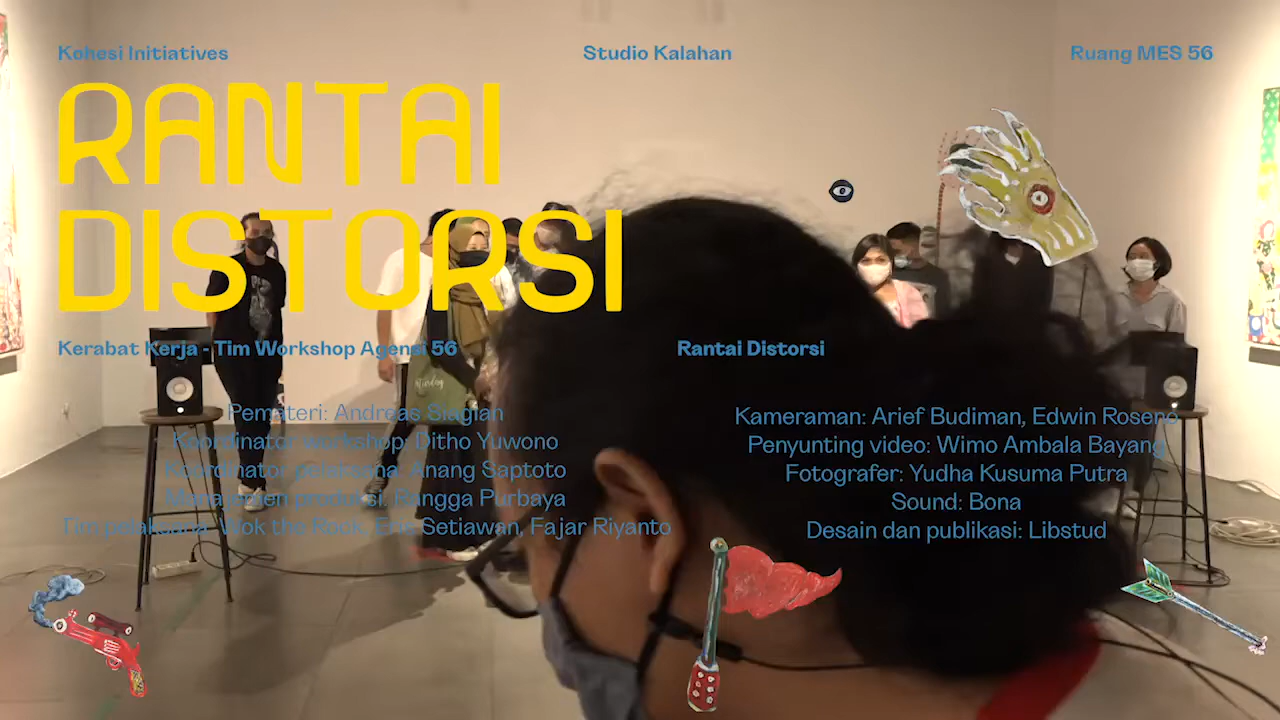 Kohesi Initiatives
Studio Kalahan
Ruang MES 56
RANTAI
DISTORSI
Kerabat Kerja - Tim Workshop Agensi 56
Pemateri: Andreas Siagian
Koordinator workshop: Ditho Yuwono
Koordinator pelaksana: Anang Saptoto
Manajemen produksi: Rangga Purbaya
Tim pelaksana: Wok the Rock, Eris Setiawan, Fajar Riyanto
Rantai Distorsi
Kameraman: Arief Budiman, Edwin Roseno
Penyunting video: Wimo Ambala Bayang
Fotografer: Yudha Kusuma Putra
Sound: Bona
Desain dan publikasi: Libstud